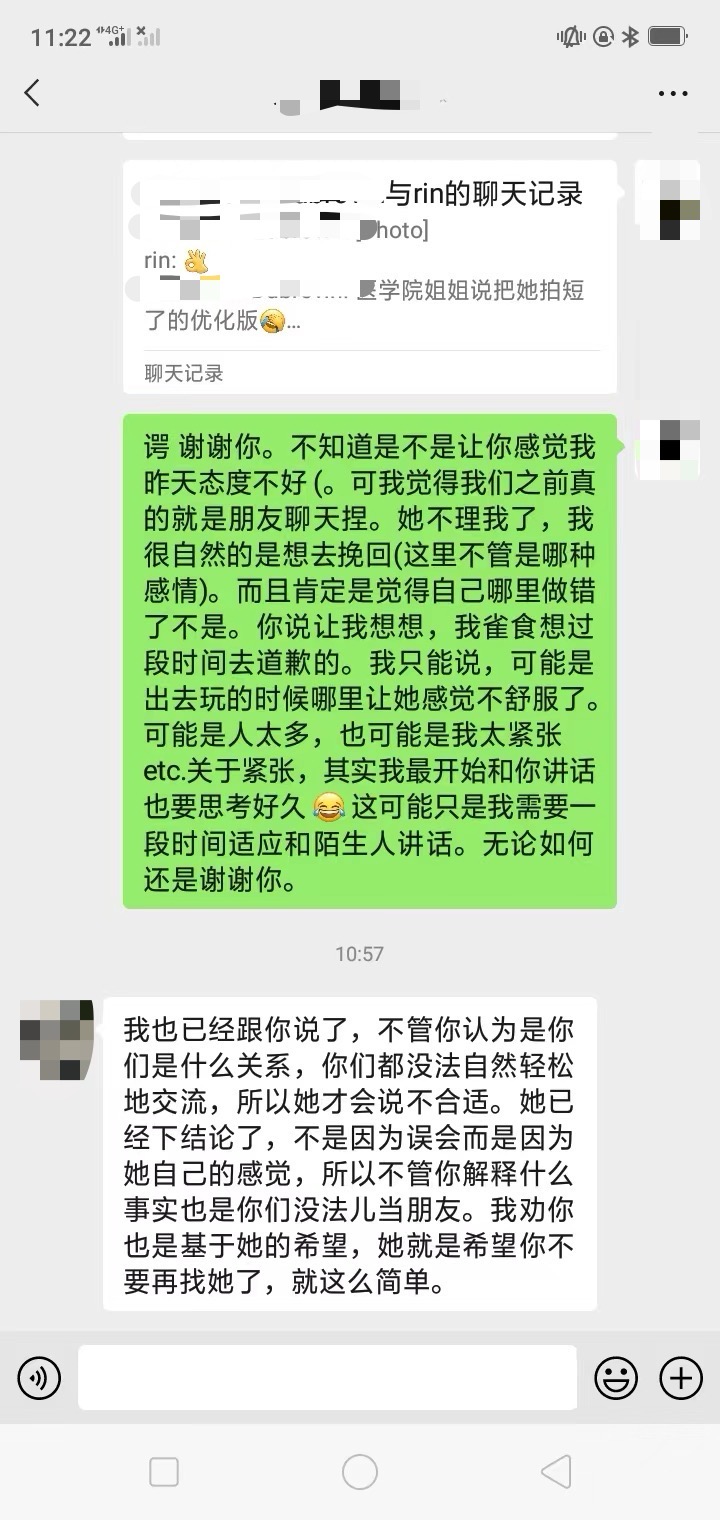 11:22 4G+
与rin的聊天记录
hoto]
rin: 👌
学院姐姐说把她拍短
了的优化版🤣...
聊天记录
谔 谢谢你。不知道是不是让你感觉我
昨天态度不好(。可我觉得我们之前真
的就是朋友聊天捏。她不理我了，我
很自然的是想去挽回(这里不管是哪种
感情)。而且肯定是觉得自己哪里做错
了不是。你说让我想想，我雀食想过
段时间去道歉的。我只能说，可能是
出去玩的时候哪里让她感觉不舒服了。
可能是人太多，也可能是我太紧张
etc.关于紧张，其实我最开始和你讲话
也要思考好久😂这可能只是我需要一
段时间适应和陌生人讲话。无论如何
还是谢谢你。
10:57
我也已经跟你说了，不管你认为是你
们是什么关系，你们都没法自然轻松
地交流，所以她才会说不合适。她已
经下结论了，不是因为误会而是因为
她自己的感觉，所以不管你解释什么
事实也是你们没法儿当朋友。我劝你
也是基于她的希望，她就是希望你不
要再找她了，就这么简单。